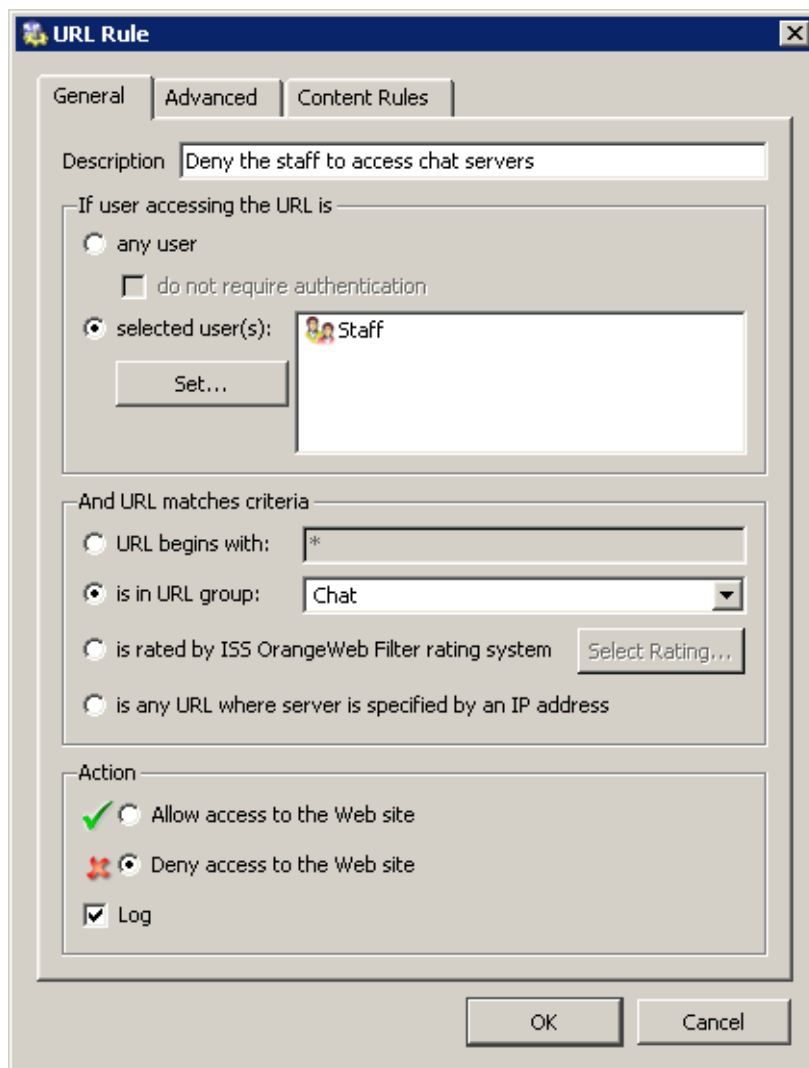 URL Rule
General Advanced Content Rules
Description Deny the staff to access chat servers
If user accessing the URL is
any user
do not require authentication
selected user(s): Staff
Set...
And URL matches criteria
URL begins with: *
is in URL group: Chat
is rated by ISS OrangeWeb Filter rating system Select Rating...
is any URL where server is specified by an IP address
Action
Allow access to the Web site
Deny access to the Web site
Log
OK Cancel